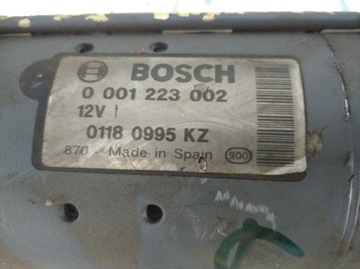 BOSCH
0 001 223 002
12V
0118 0995 KZ
870 Made in Spain 900